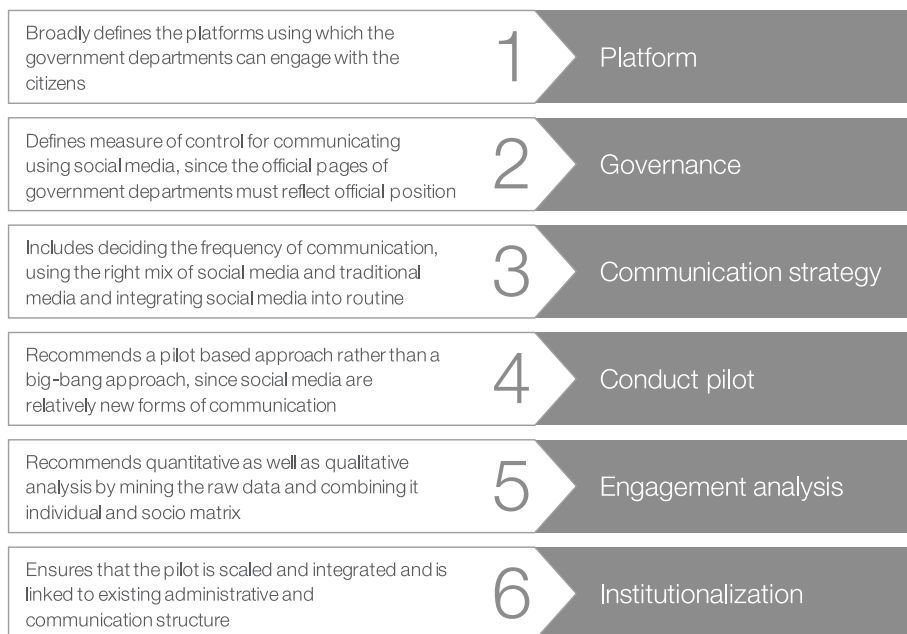 Broadly defines the platforms using which the
government departments can engage with the
citizens
1
Platform
Defines measure of control for communicating
using social media, since the official pages of
government departments must reflect official position
2
Governance
Includes deciding the frequency of communication,
using the right mix of social media and traditional
media and integrating social media into routine
3
Communication strategy
Recommends a pilot based approach rather than a
big-bang approach, since social media are
relatively new forms of communication
4
Conduct pilot
Recommends quantitative as well as qualitative
analysis by mining the raw data and combining it
individual and socio matrix
5
Engagement analysis
Ensures that the pilot is scaled and integrated and is
linked to existing administrative and
communication structure
6
Institutionalization